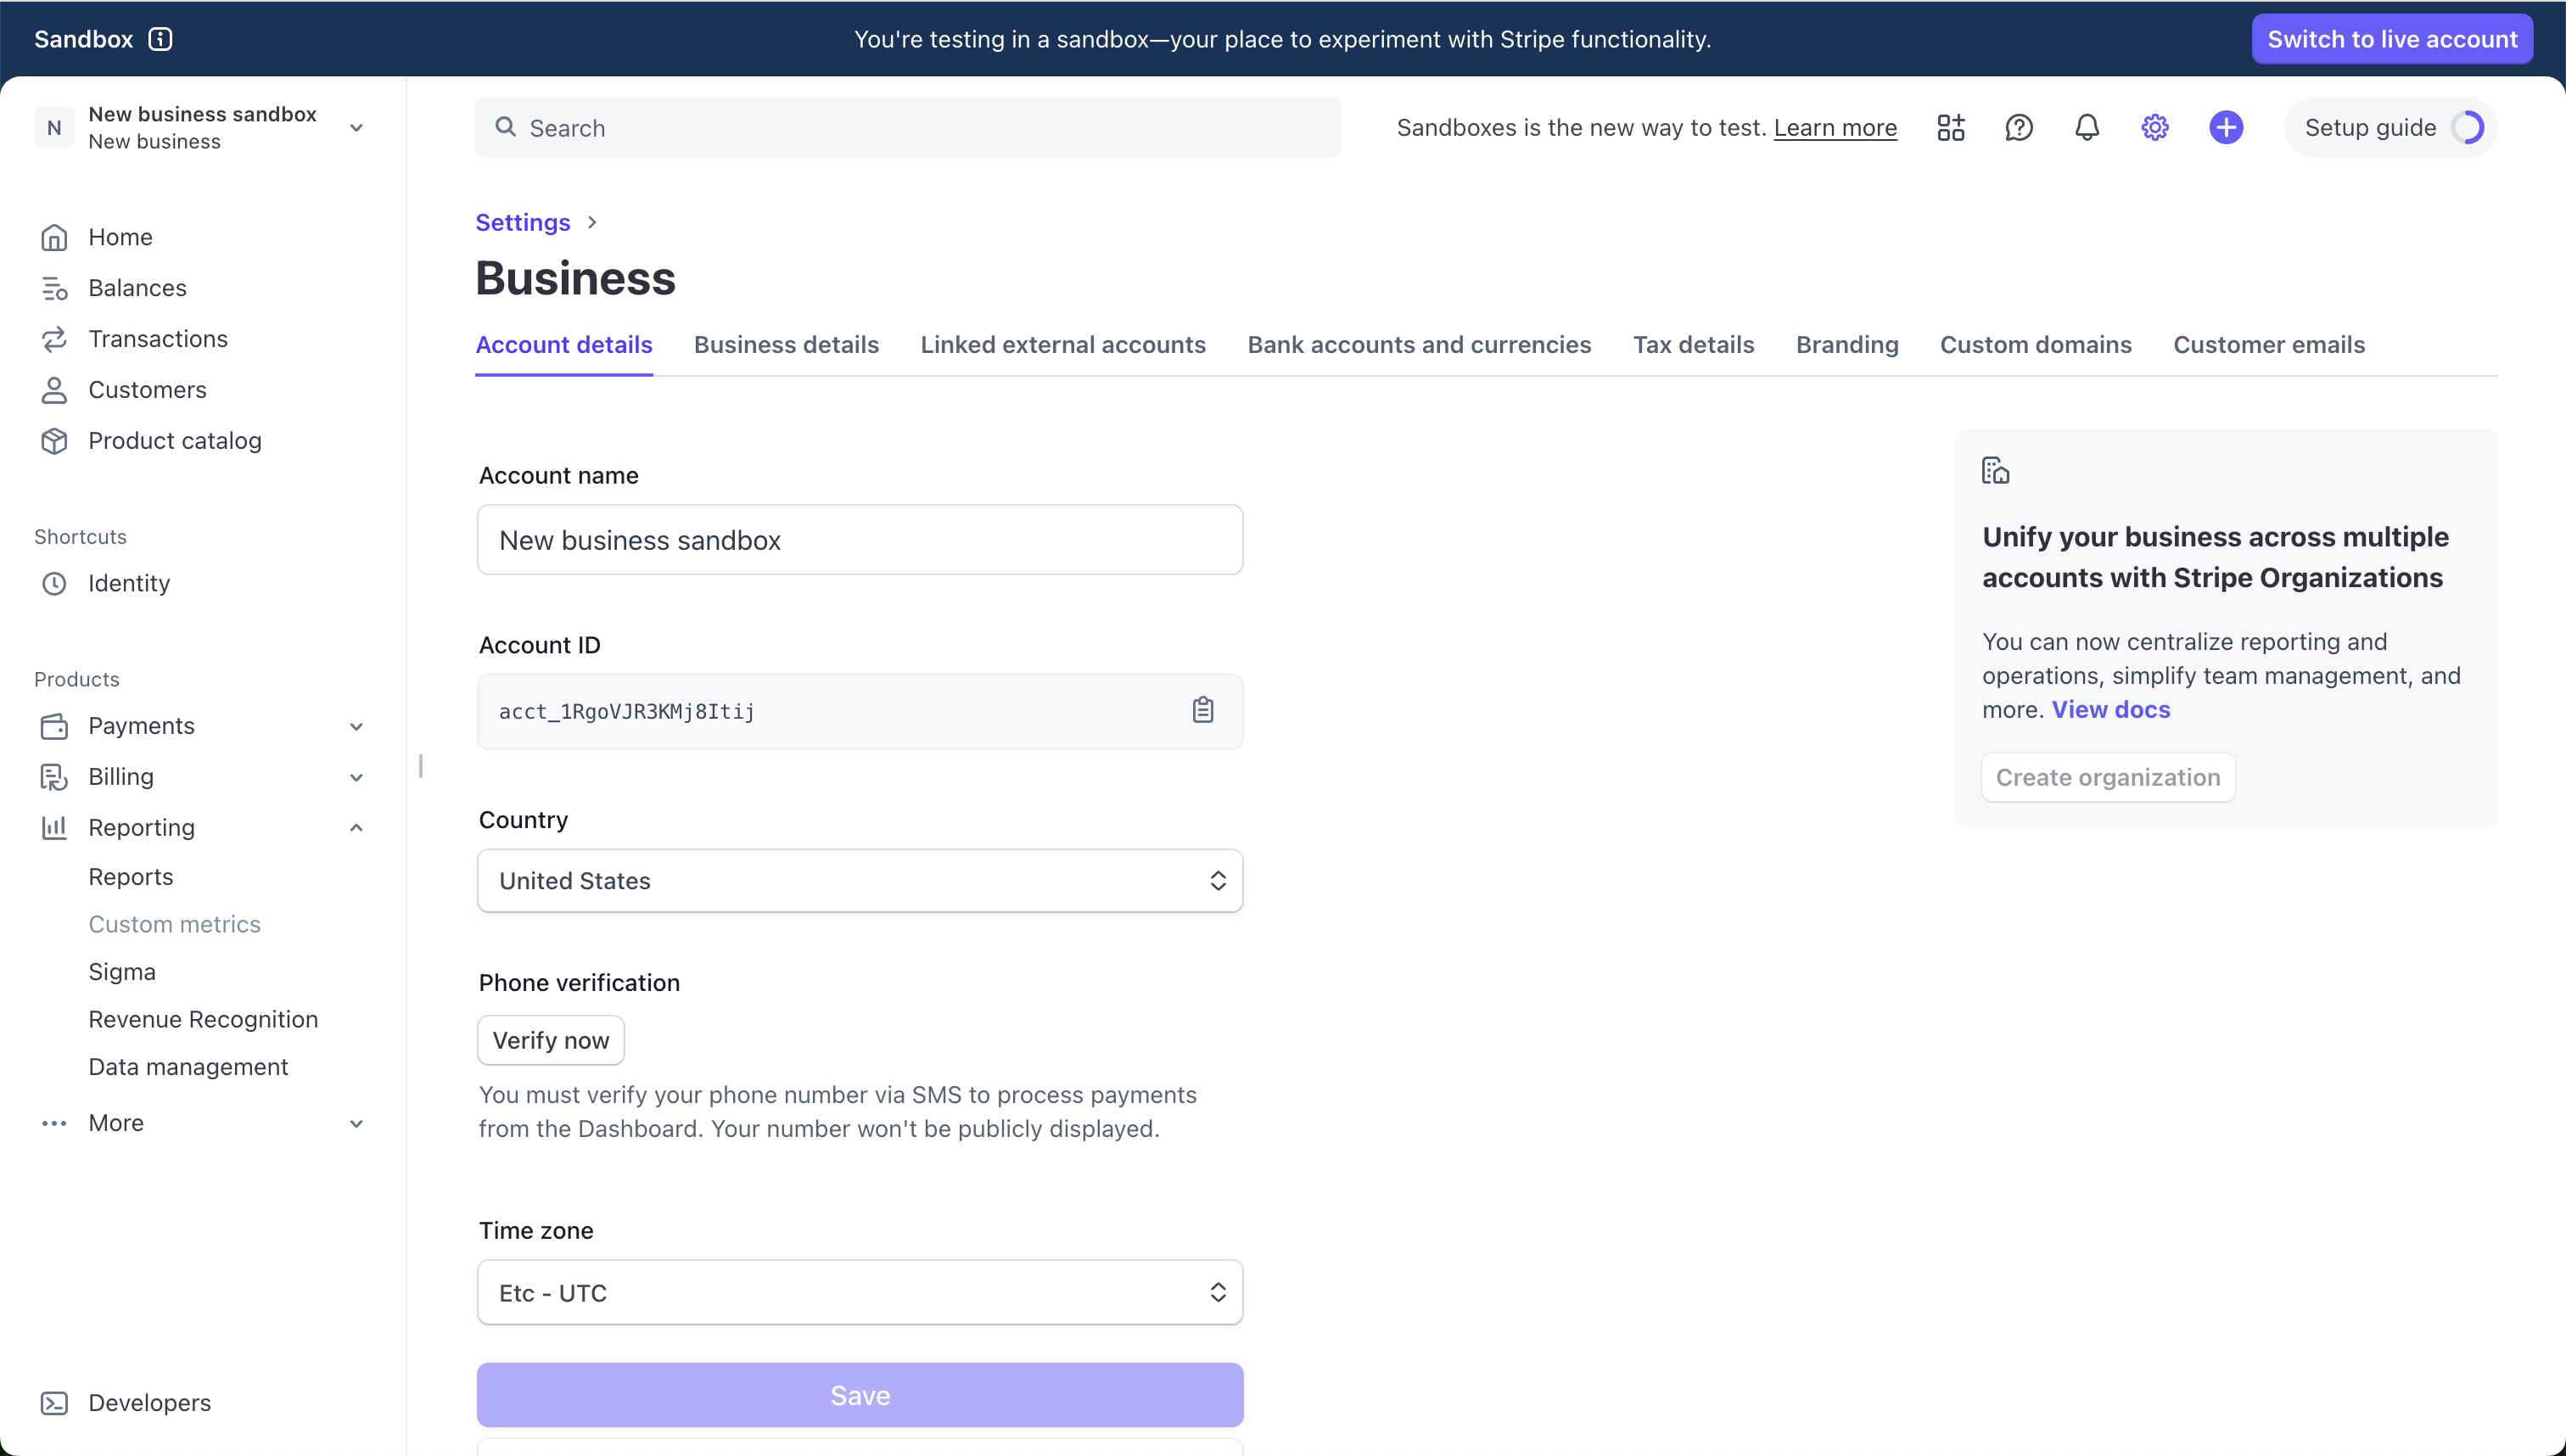 Sandbox
You're testing in a sandbox—your place to experiment with Stripe functionality.
Switch to live account
N
New business sandbox
New business
Search
Sandboxes is the new way to test. Learn more
Setup guide
Home
Balances
Transactions
Customers
Product catalog
Shortcuts
Identity
Products
Payments
Billing
Reporting
Reports
Custom metrics
Sigma
Revenue Recognition
Data management
More
Developers
Settings
Business
Account details
Business details
Linked external accounts
Bank accounts and currencies
Tax details
Branding
Custom domains
Customer emails
Account name
New business sandbox
Account ID
acct_1RgoVJR3KMj8Itij
Country
United States
Phone verification
Verify now
You must verify your phone number via SMS to process payments
from the Dashboard. Your number won't be publicly displayed.
Time zone
Etc - UTC
Save
Unify your business across multiple
accounts with Stripe Organizations
You can now centralize reporting and
operations, simplify team management, and
more. View docs
Create organization